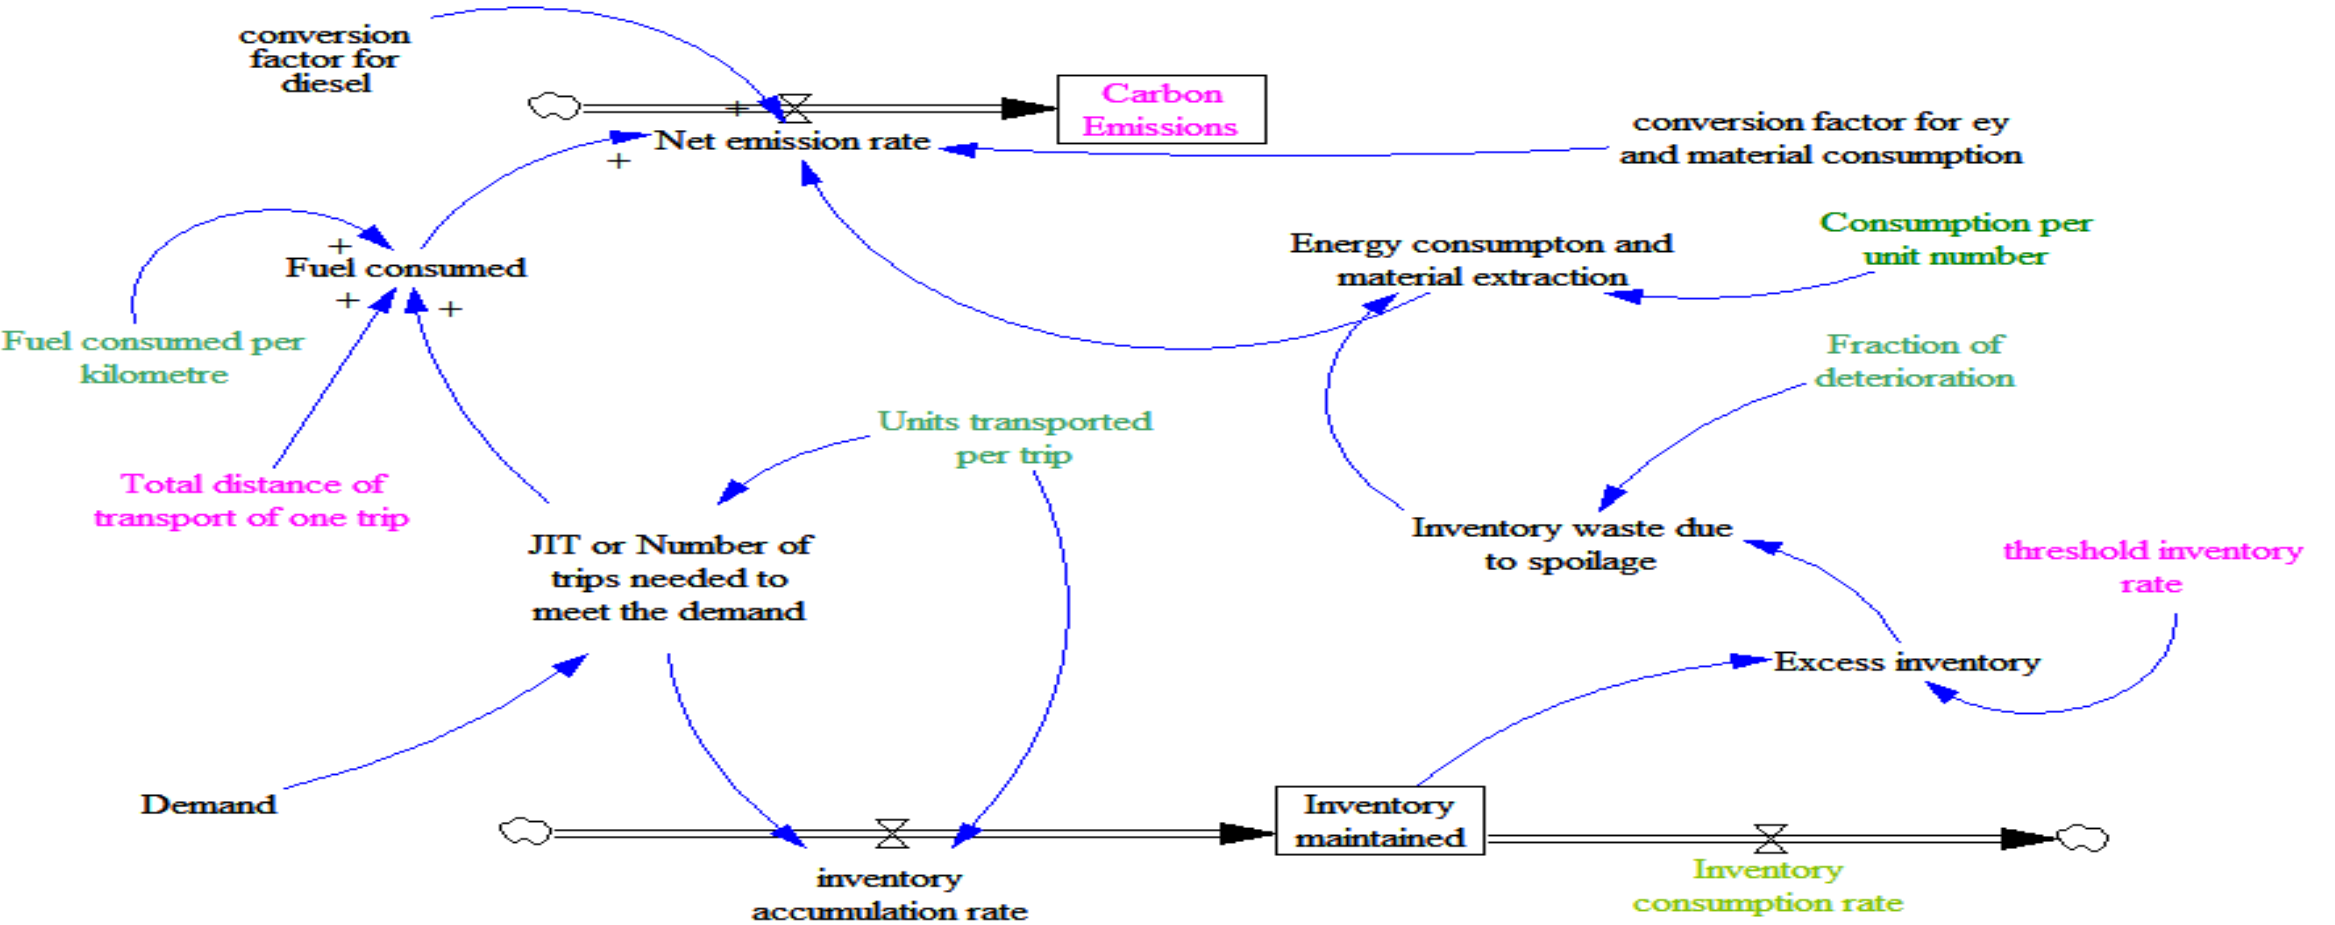 conversion
factor for
diesel
Carbon
Emissions
+
Net emission rate
+
conversion factor for ey
and material consumption
Consumption per
unit number
Energy consumpton and
material extraction
+
Fuel consumed
+
+
Fuel consumed per
kilometre
Fraction of
deterioration
Units transported
per trip
Total distance of
transport of one trip
JIT or Number of
trips needed to
meet the demand
Inventory waste due
to spoilage
threshold inventory
rate
Excess inventory
Demand
Inventory
maintained
inventory
accumulation rate
Inventory
consumption rate